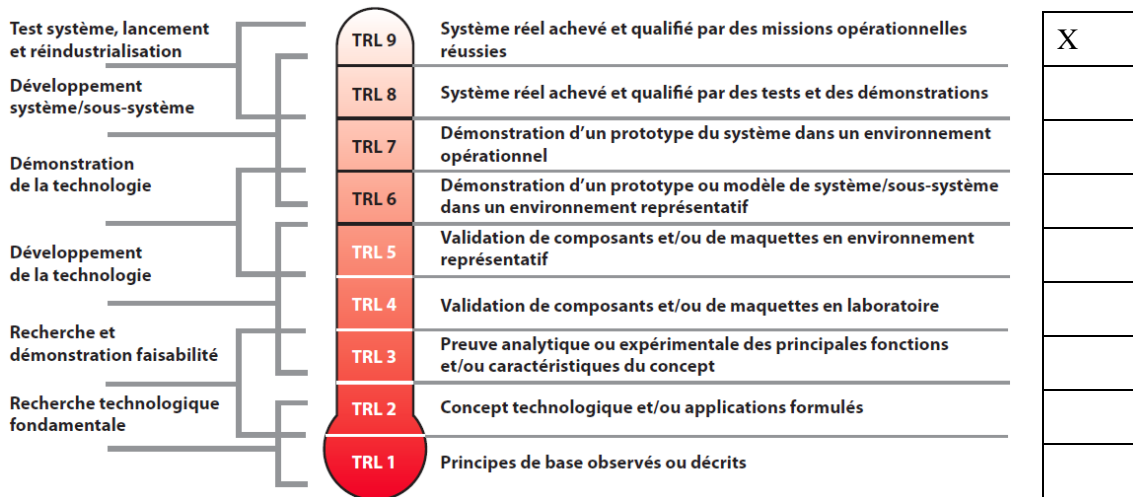 Test système, lancement
et réindustrialisation
TRL 9
Système réel achevé et qualifié par des missions opérationnelles
réussies
X
Développement
système/sous-système
TRL 8
Système réel achevé et qualifié par des tests et des démonstrations
TRL 7
Démonstration d’un prototype du système dans un environnement
opérationnel
Démonstration
de la technologie
TRL 6
Démonstration d’un prototype ou modèle de système/sous-système
dans un environnement représentatif
Développement
de la technologie
TRL 5
Validation de composants et/ou de maquettes en environnement
représentatif
TRL 4
Validation de composants et/ou de maquettes en laboratoire
Recherche et
démonstration faisabilité
TRL 3
Preuve analytique ou expérimentale des principales fonctions
et/ou caractéristiques du concept
Recherche technologique
fondamentale
TRL 2
Concept technologique et/ou applications formulés
TRL 1
Principes de base observés ou décrits